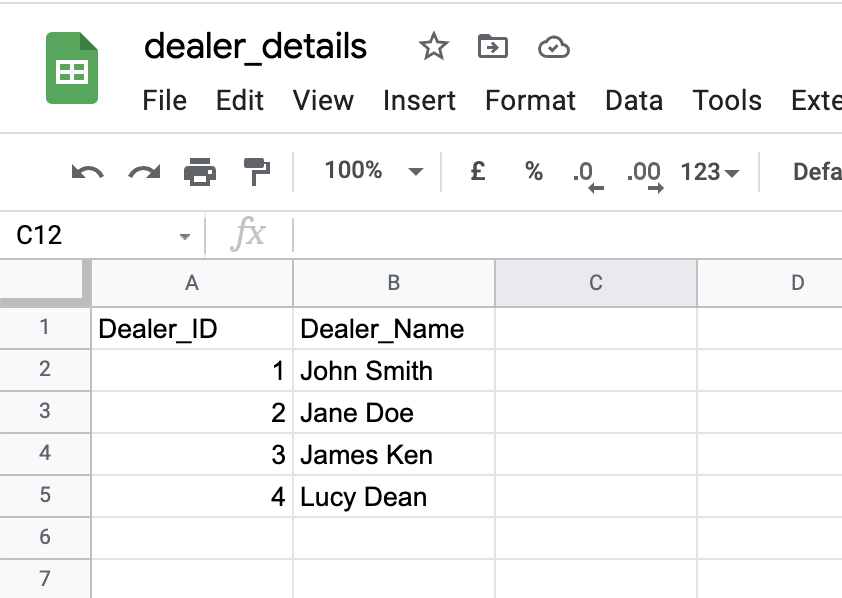 dealer_details
File Edit View Insert Format Data Tools Exte
100% £ % .0 .00 123 Defa
C12 fx
A B C D
1 Dealer_ID Dealer_Name
2 1 John Smith
3 2 Jane Doe
4 3 James Ken
5 4 Lucy Dean
6
7